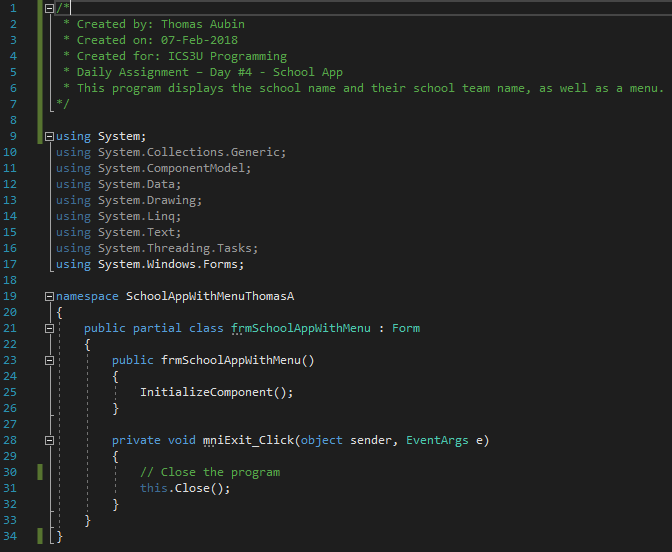 1 /*
2  * Created by: Thomas Aubin
3  * Created on: 07-Feb-2018
4  * Created for: ICS3U Programming
5  * Daily Assignment – Day #4 - School App
6  * This program displays the school name and their school team name, as well as a menu.
7 */
8
9 using System;
10 using System.Collections.Generic;
11 using System.ComponentModel;
12 using System.Data;
13 using System.Drawing;
14 using System.Linq;
15 using System.Text;
16 using System.Threading.Tasks;
17 using System.Windows.Forms;
18
19 namespace SchoolAppWithMenuThomasA
20 {
21     public partial class frmSchoolAppWithMenu : Form
22     {
23         public frmSchoolAppWithMenu()
24         {
25             InitializeComponent();
26         }
27
28         private void mniExit_Click(object sender, EventArgs e)
29         {
30             // Close the program
31             this.Close();
32         }
33     }
34 }